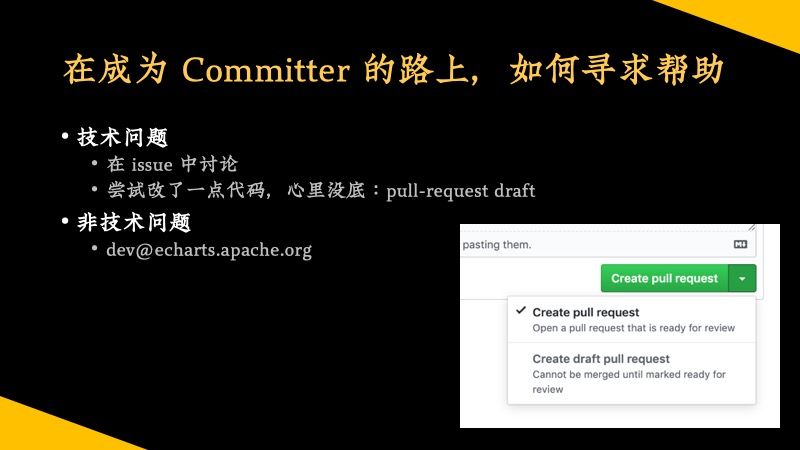 在成为 Committer 的路上，如何寻求帮助
• 技术问题
• 在 issue 中讨论
• 尝试改了一点代码，心里没底：pull-request draft
• 非技术问题
• dev@echarts.apache.org
pasting them.
Create pull request
Create pull request
Open a pull request that is ready for review
Create draft pull request
Cannot be merged until marked ready for
review